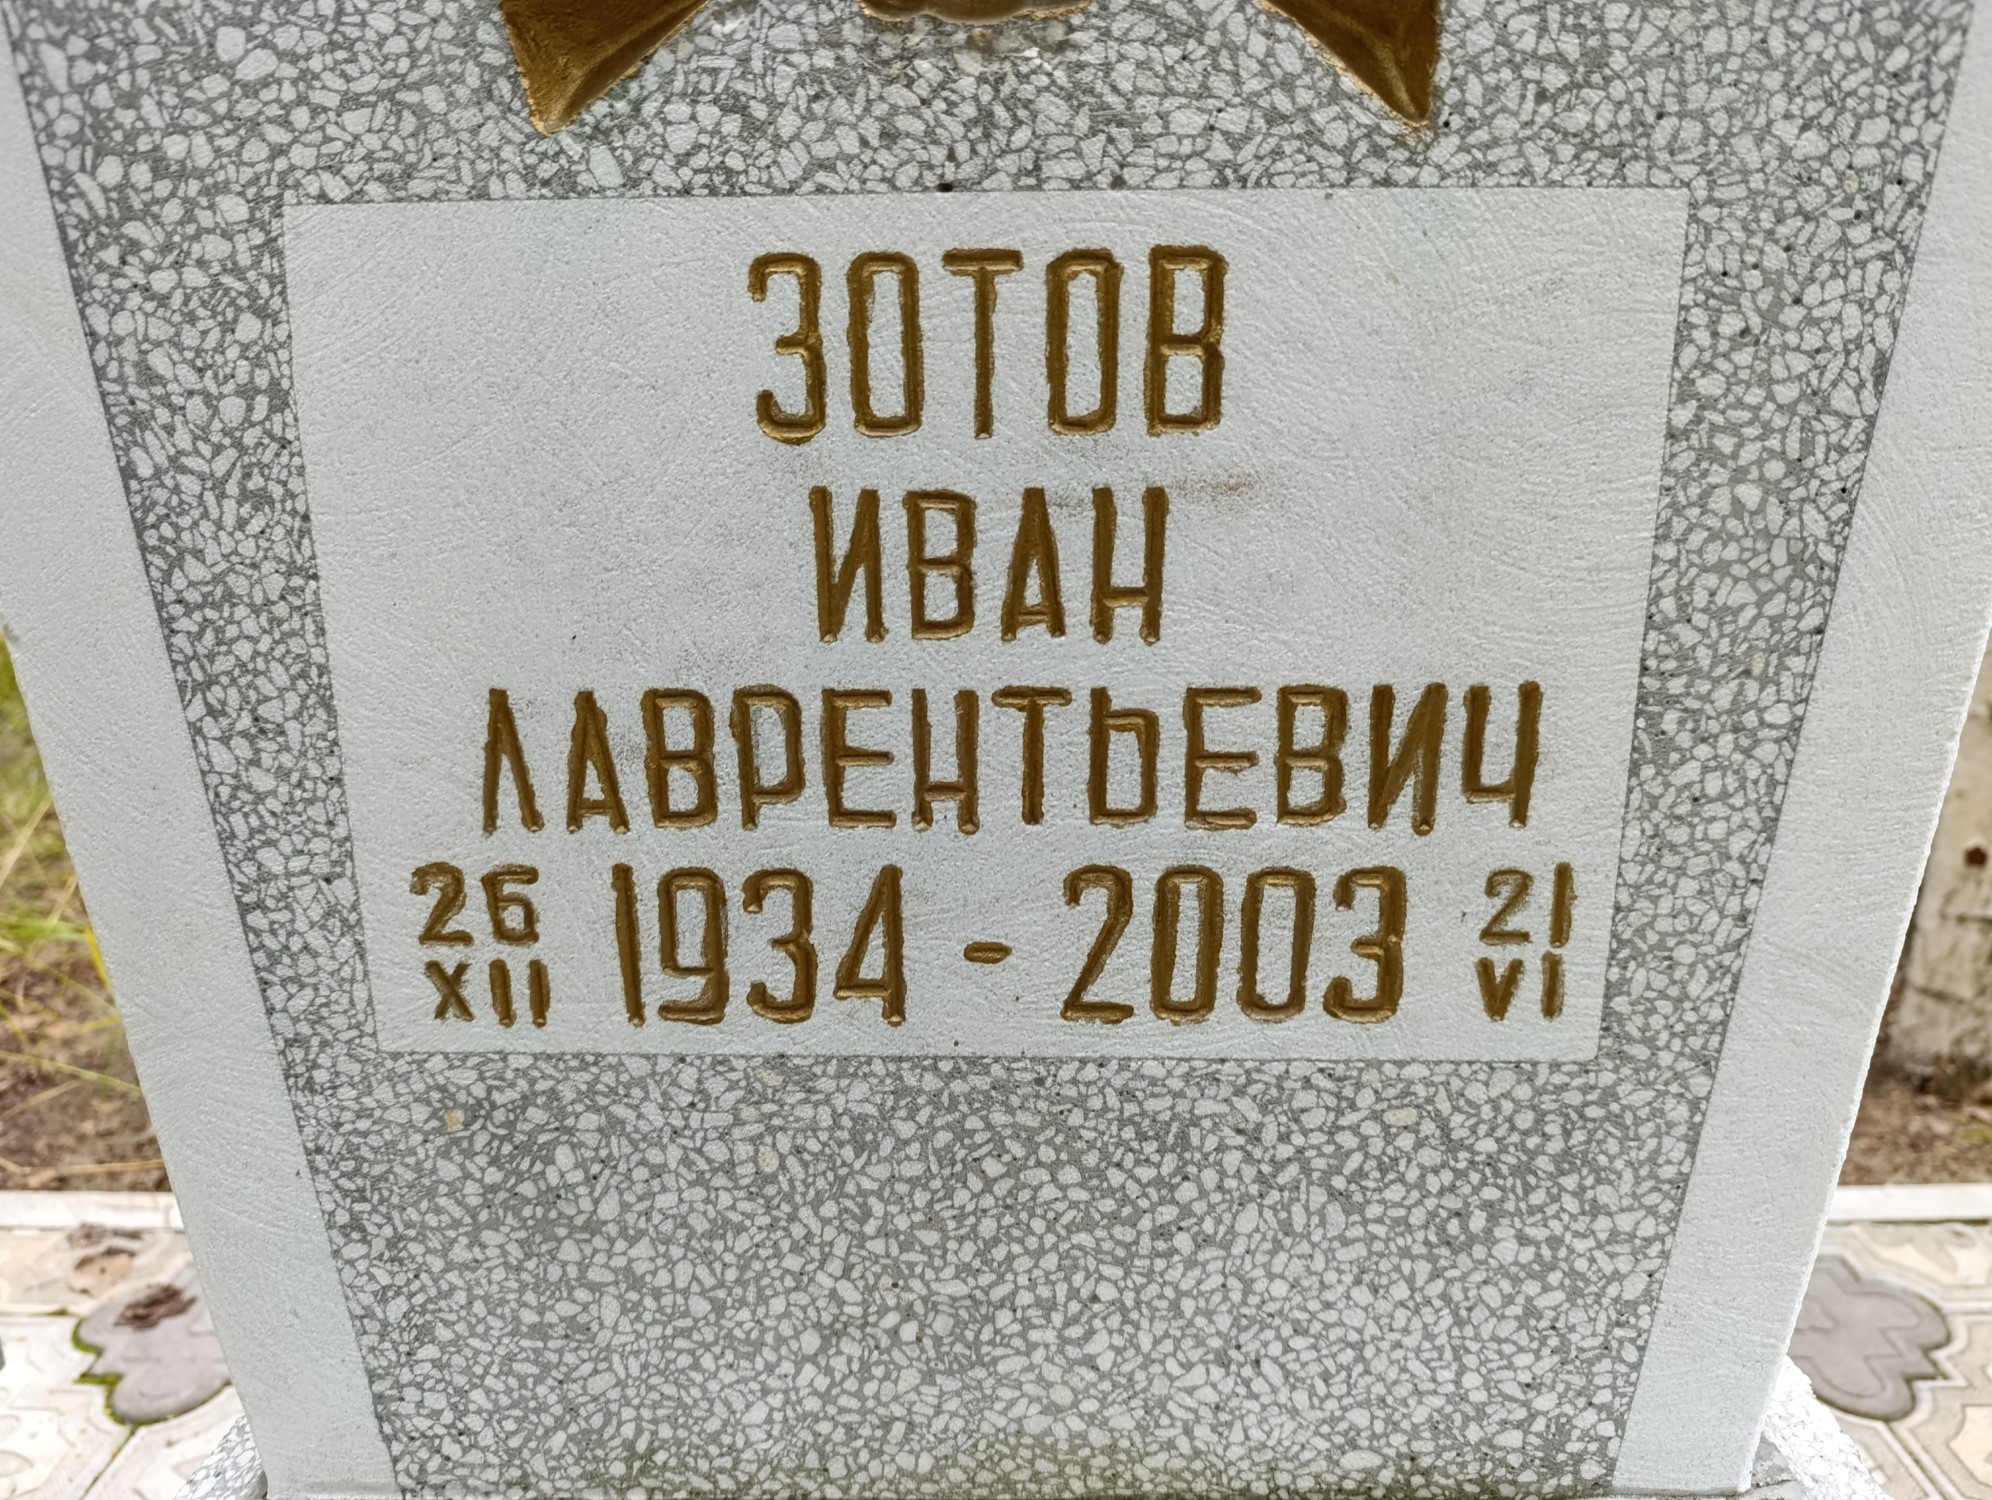 ЗОТОВ
ИВАН
ЛАВРЕНТЬЕВИЧ
26 XII 1934 - 2003 21 VI